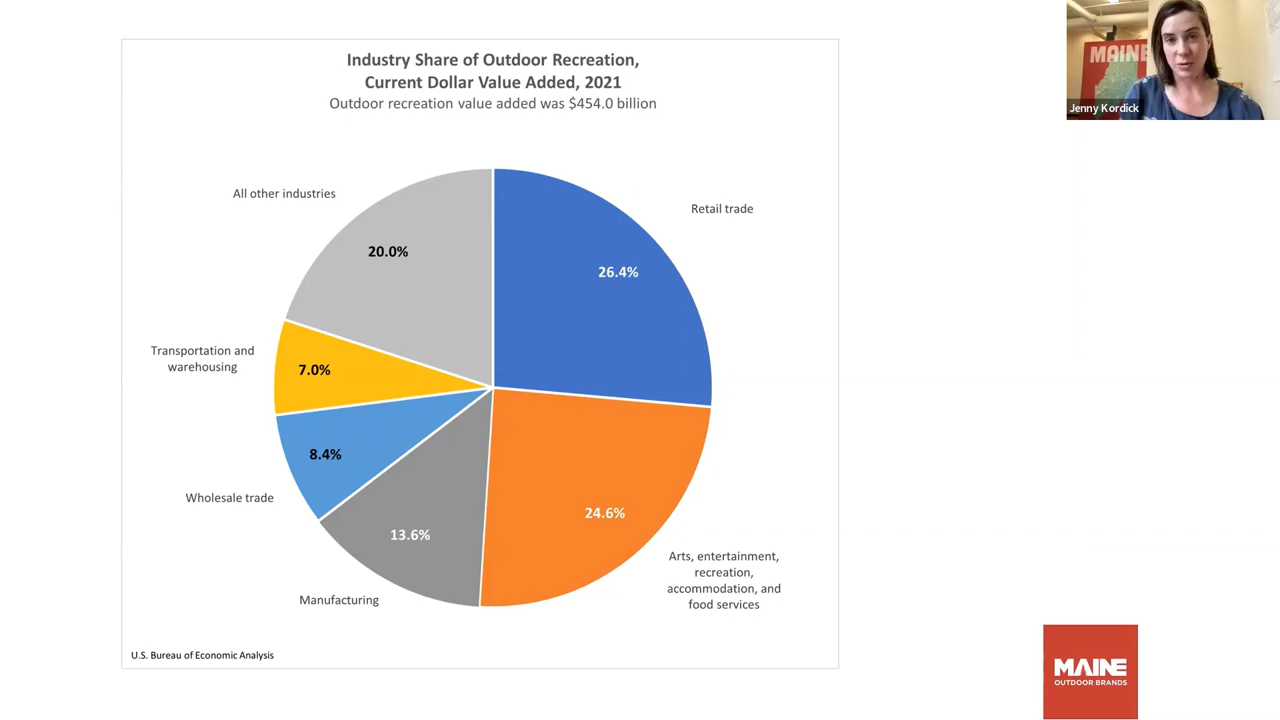 Industry Share of Outdoor Recreation,
Current Dollar Value Added, 2021
Outdoor recreation value added was $454.0 billion
All other industries
20.0%
Retail trade
26.4%
Transportation and
warehousing
7.0%
8.4%
Wholesale trade
13.6%
Manufacturing
24.6%
Arts, entertainment,
recreation,
accommodation, and
food services
U.S. Bureau of Economic Analysis
MAINE
Jenny Kordick
MAINE
OUTDOOR BRANDS